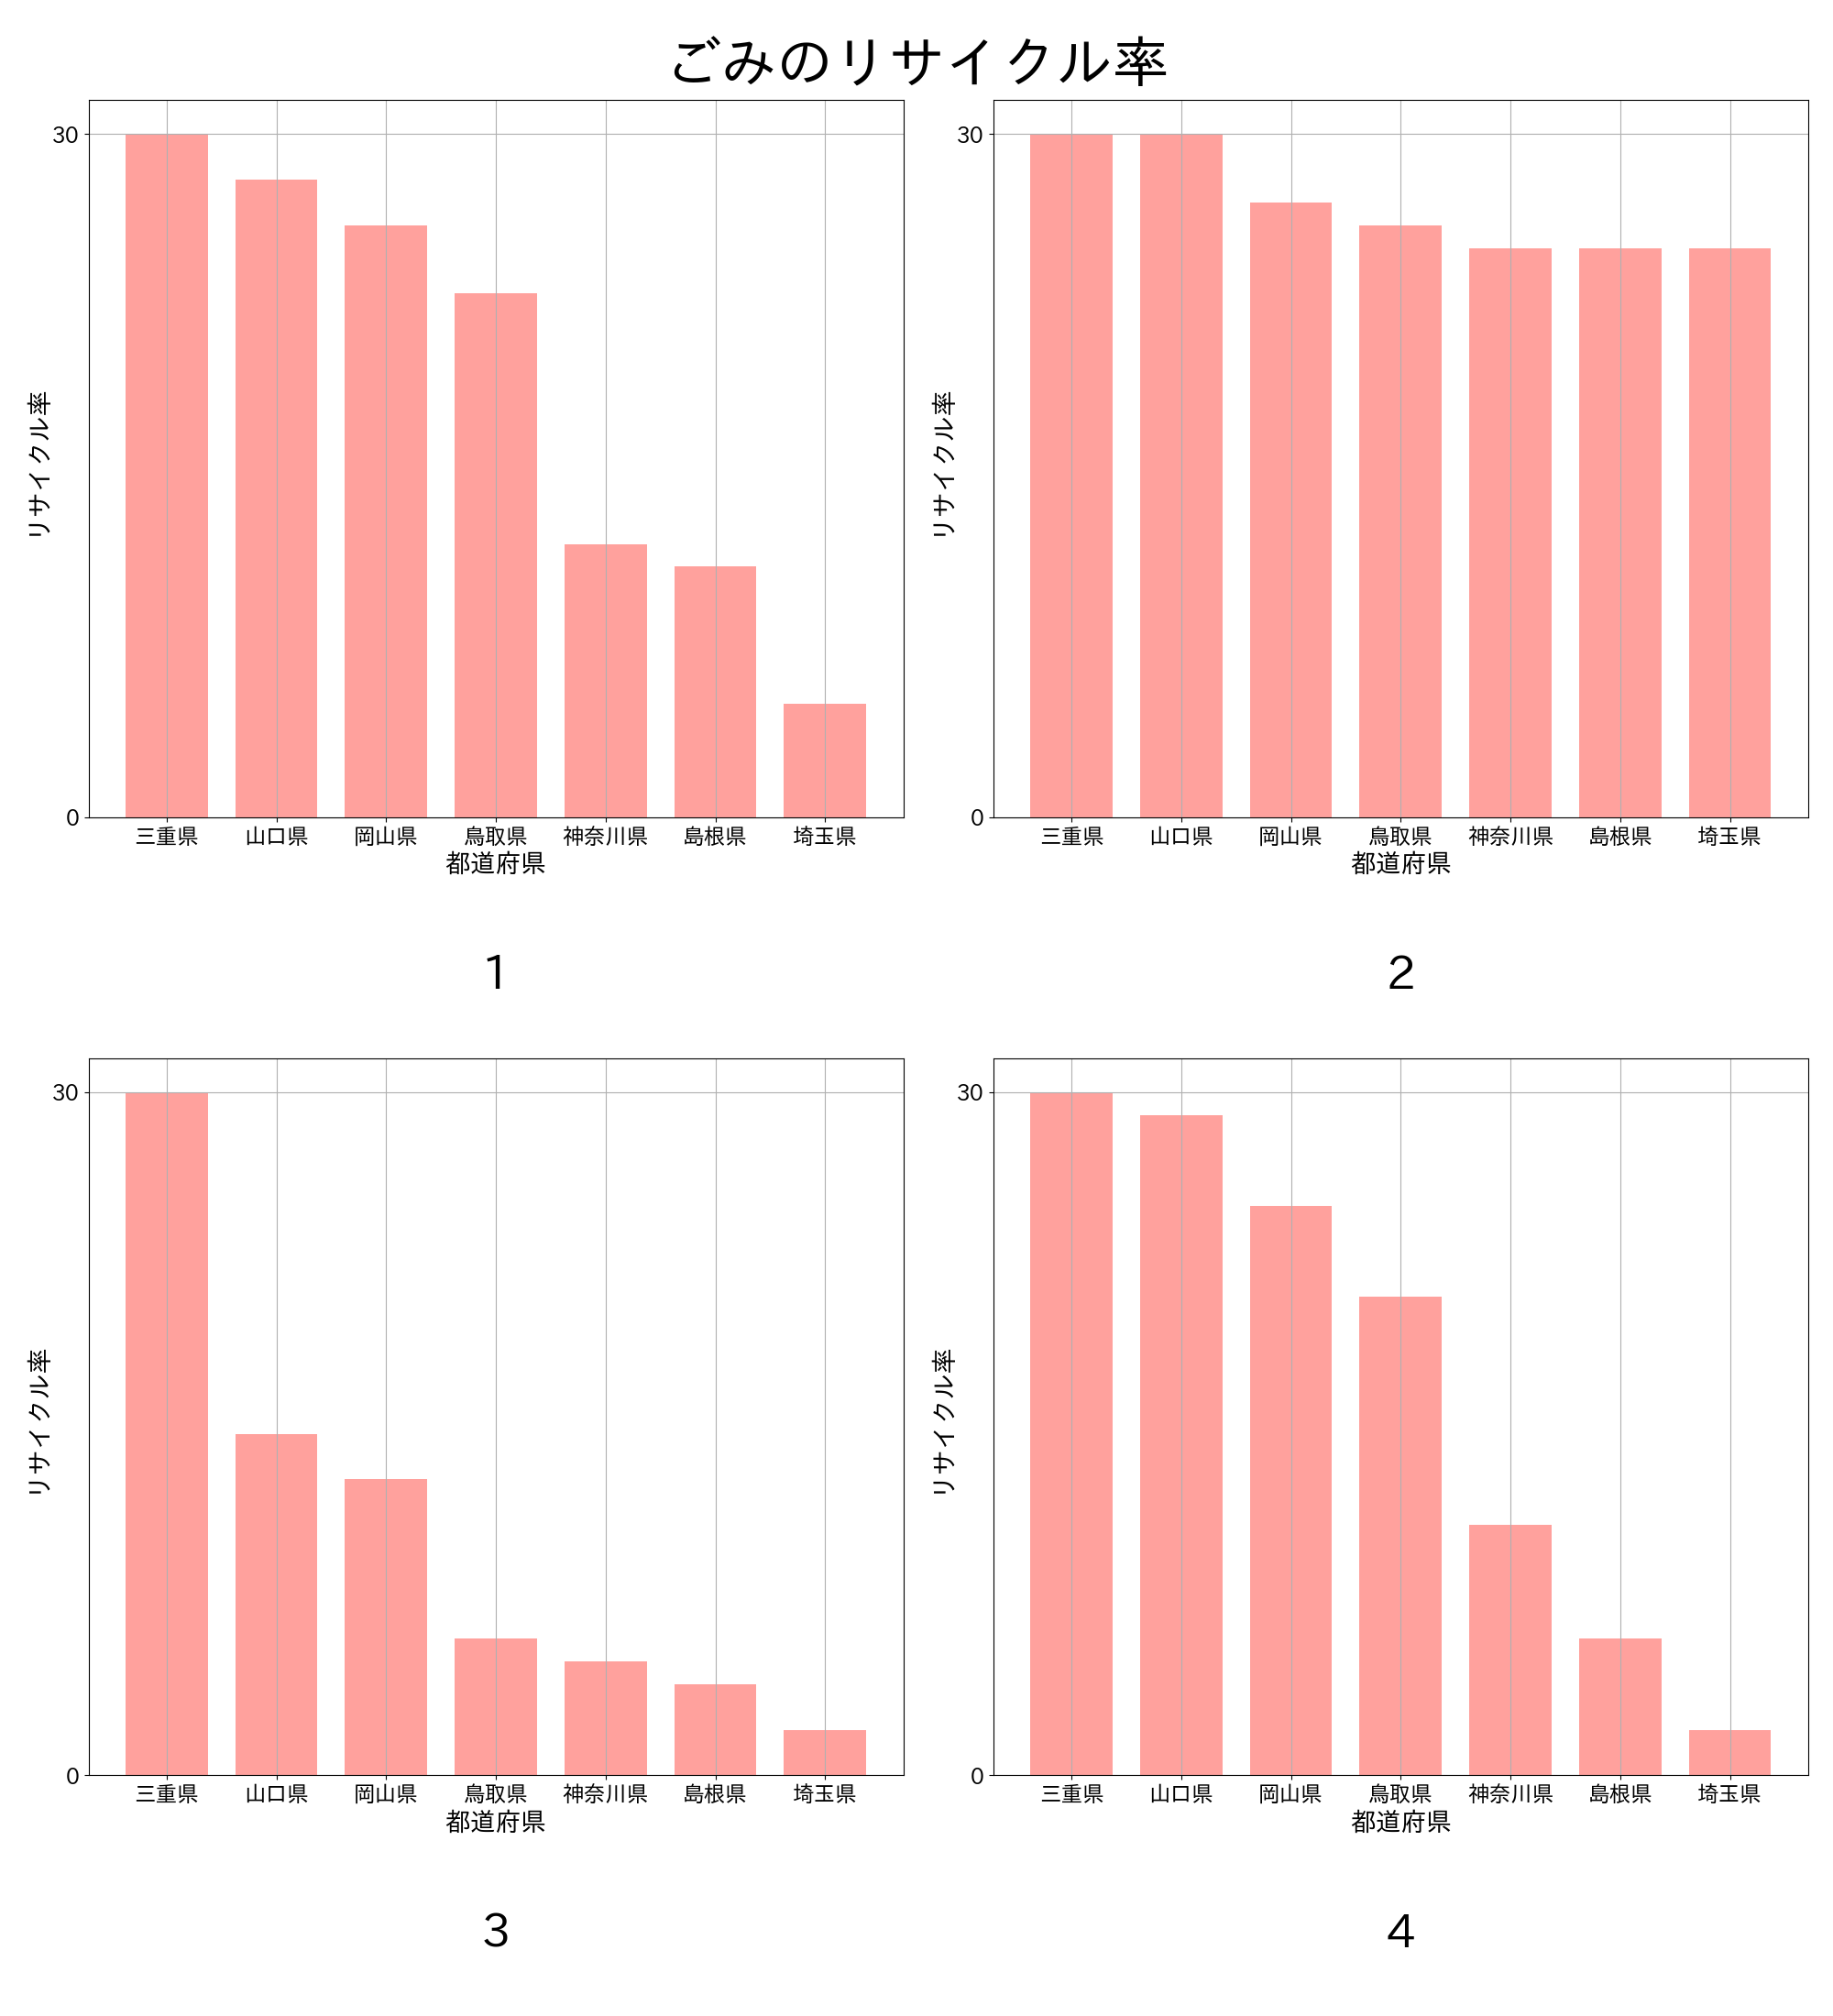 ごみのリサイクル率
30
0
リサイクル率
三重県 山口県 岡山県 鳥取県 神奈川県 島根県 埼玉県
都道府県
1
30
0
リサイクル率
三重県 山口県 岡山県 鳥取県 神奈川県 島根県 埼玉県
都道府県
2
30
0
リサイクル率
三重県 山口県 岡山県 鳥取県 神奈川県 島根県 埼玉県
都道府県
3
30
0
リサイクル率
三重県 山口県 岡山県 鳥取県 神奈川県 島根県 埼玉県
都道府県
4